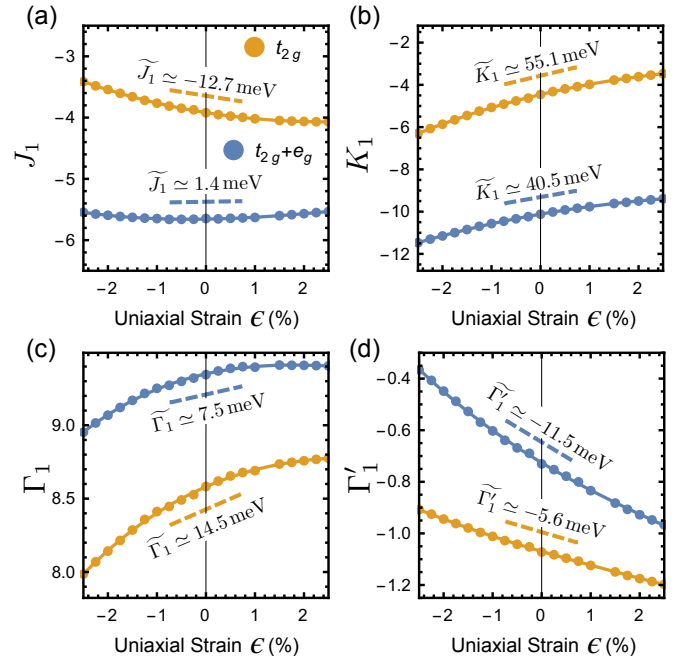 (a)
t2g
J̃1 ≃ −12.7 meV
t2g+eg
J̃1 ≃ 1.4 meV
J1
−3
−4
−5
−6
−2 −1 0 1 2
Uniaxial Strain ϵ (%)
(b)
K̃1 ≃ 55.1 meV
K̃1 ≃ 40.5 meV
K1
−2
−4
−6
−8
−10
−12
−2 −1 0 1 2
Uniaxial Strain ϵ (%)
(c)
Γ̃1 ≃ 7.5 meV
Γ̃1 ≃ 14.5 meV
Γ1
9.0
8.5
8.0
−2 −1 0 1 2
Uniaxial Strain ϵ (%)
(d)
Γ̃′1 ≃ −11.5 meV
Γ̃′1 ≃ −5.6 meV
Γ′1
−0.4
−0.6
−0.8
−1.0
−1.2
−2 −1 0 1 2
Uniaxial Strain ϵ (%)